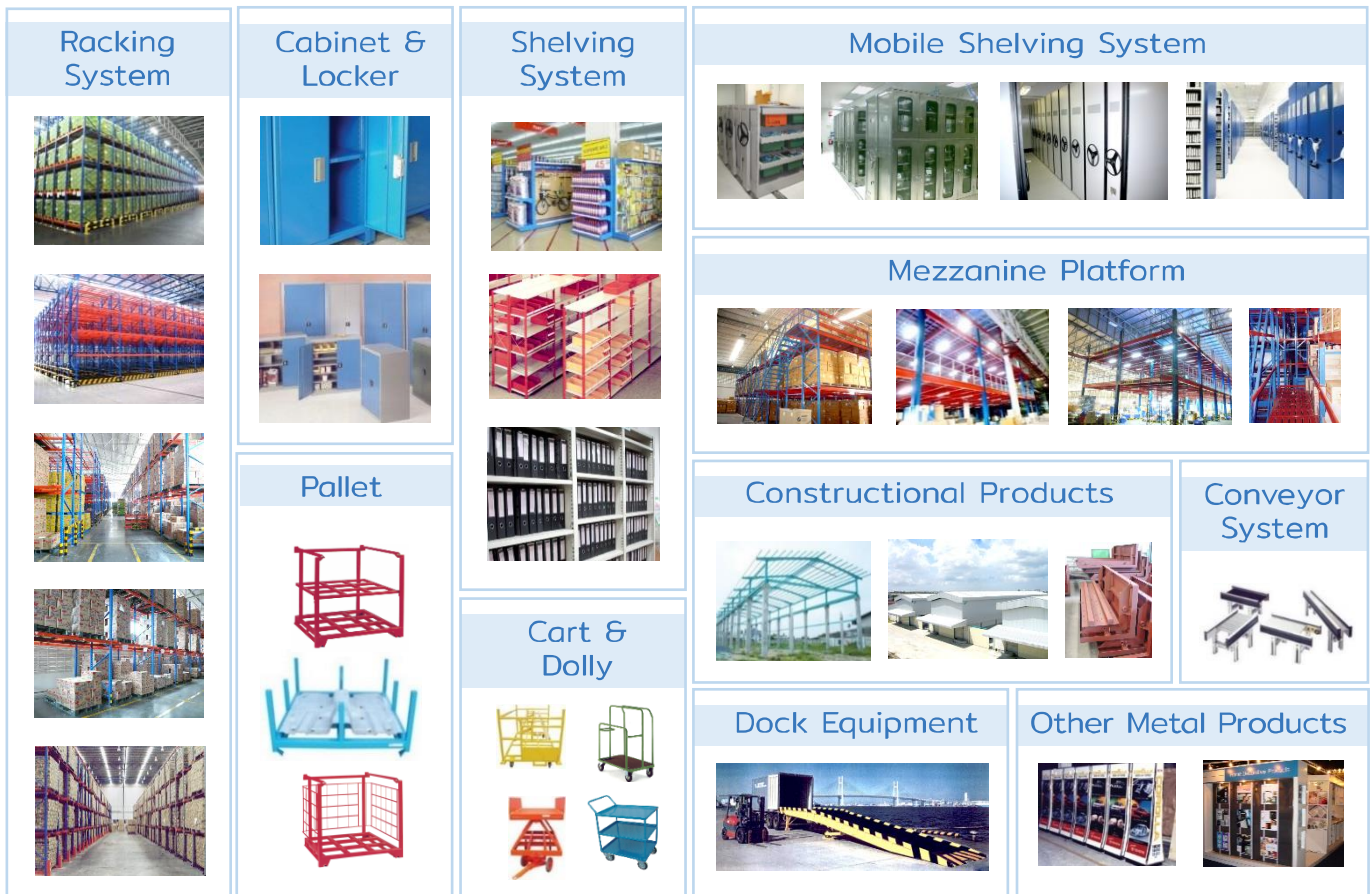 Racking
System
Cabinet &
Locker
Shelving
System
Mobile Shelving System
Mezzanine Platform
Pallet
Constructional Products
Conveyor
System
Cart &
Dolly
Dock Equipment
Other Metal Products